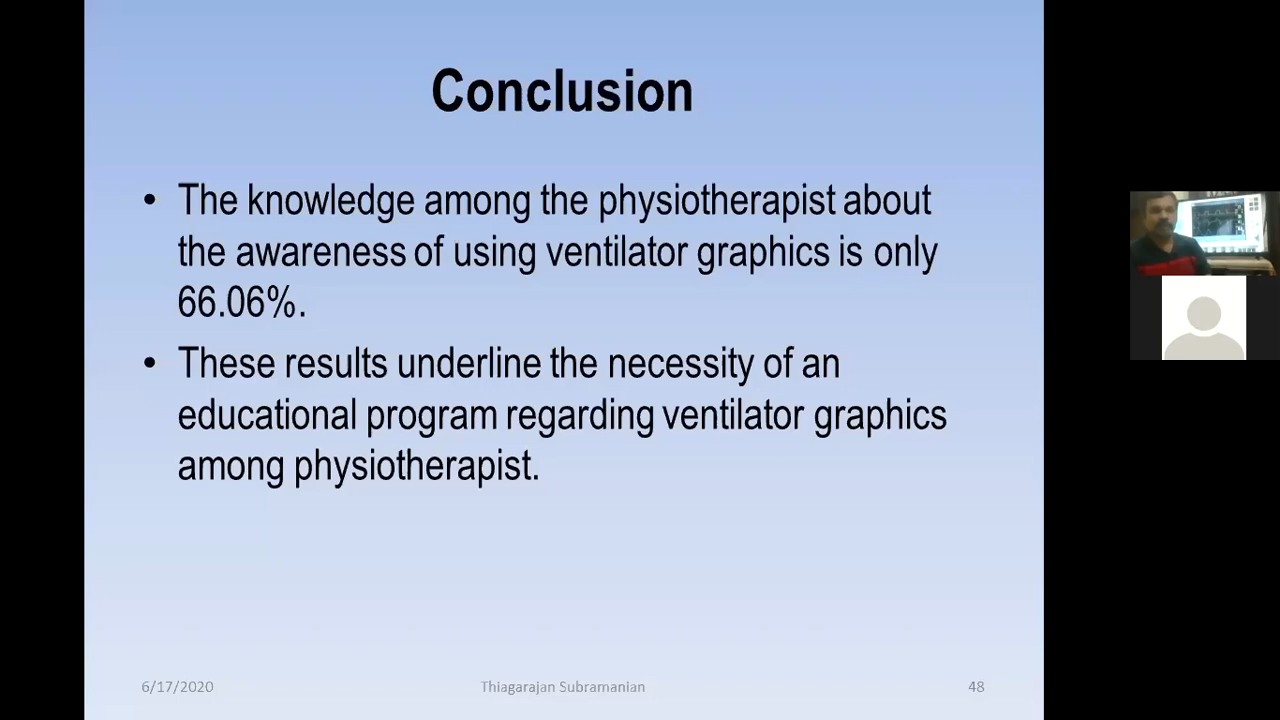 Conclusion
• The knowledge among the physiotherapist about
the awareness of using ventilator graphics is only
66.06%.
• These results underline the necessity of an
educational program regarding ventilator graphics
among physiotherapist.
6/17/2020
Thiagarajan Subramanian
48